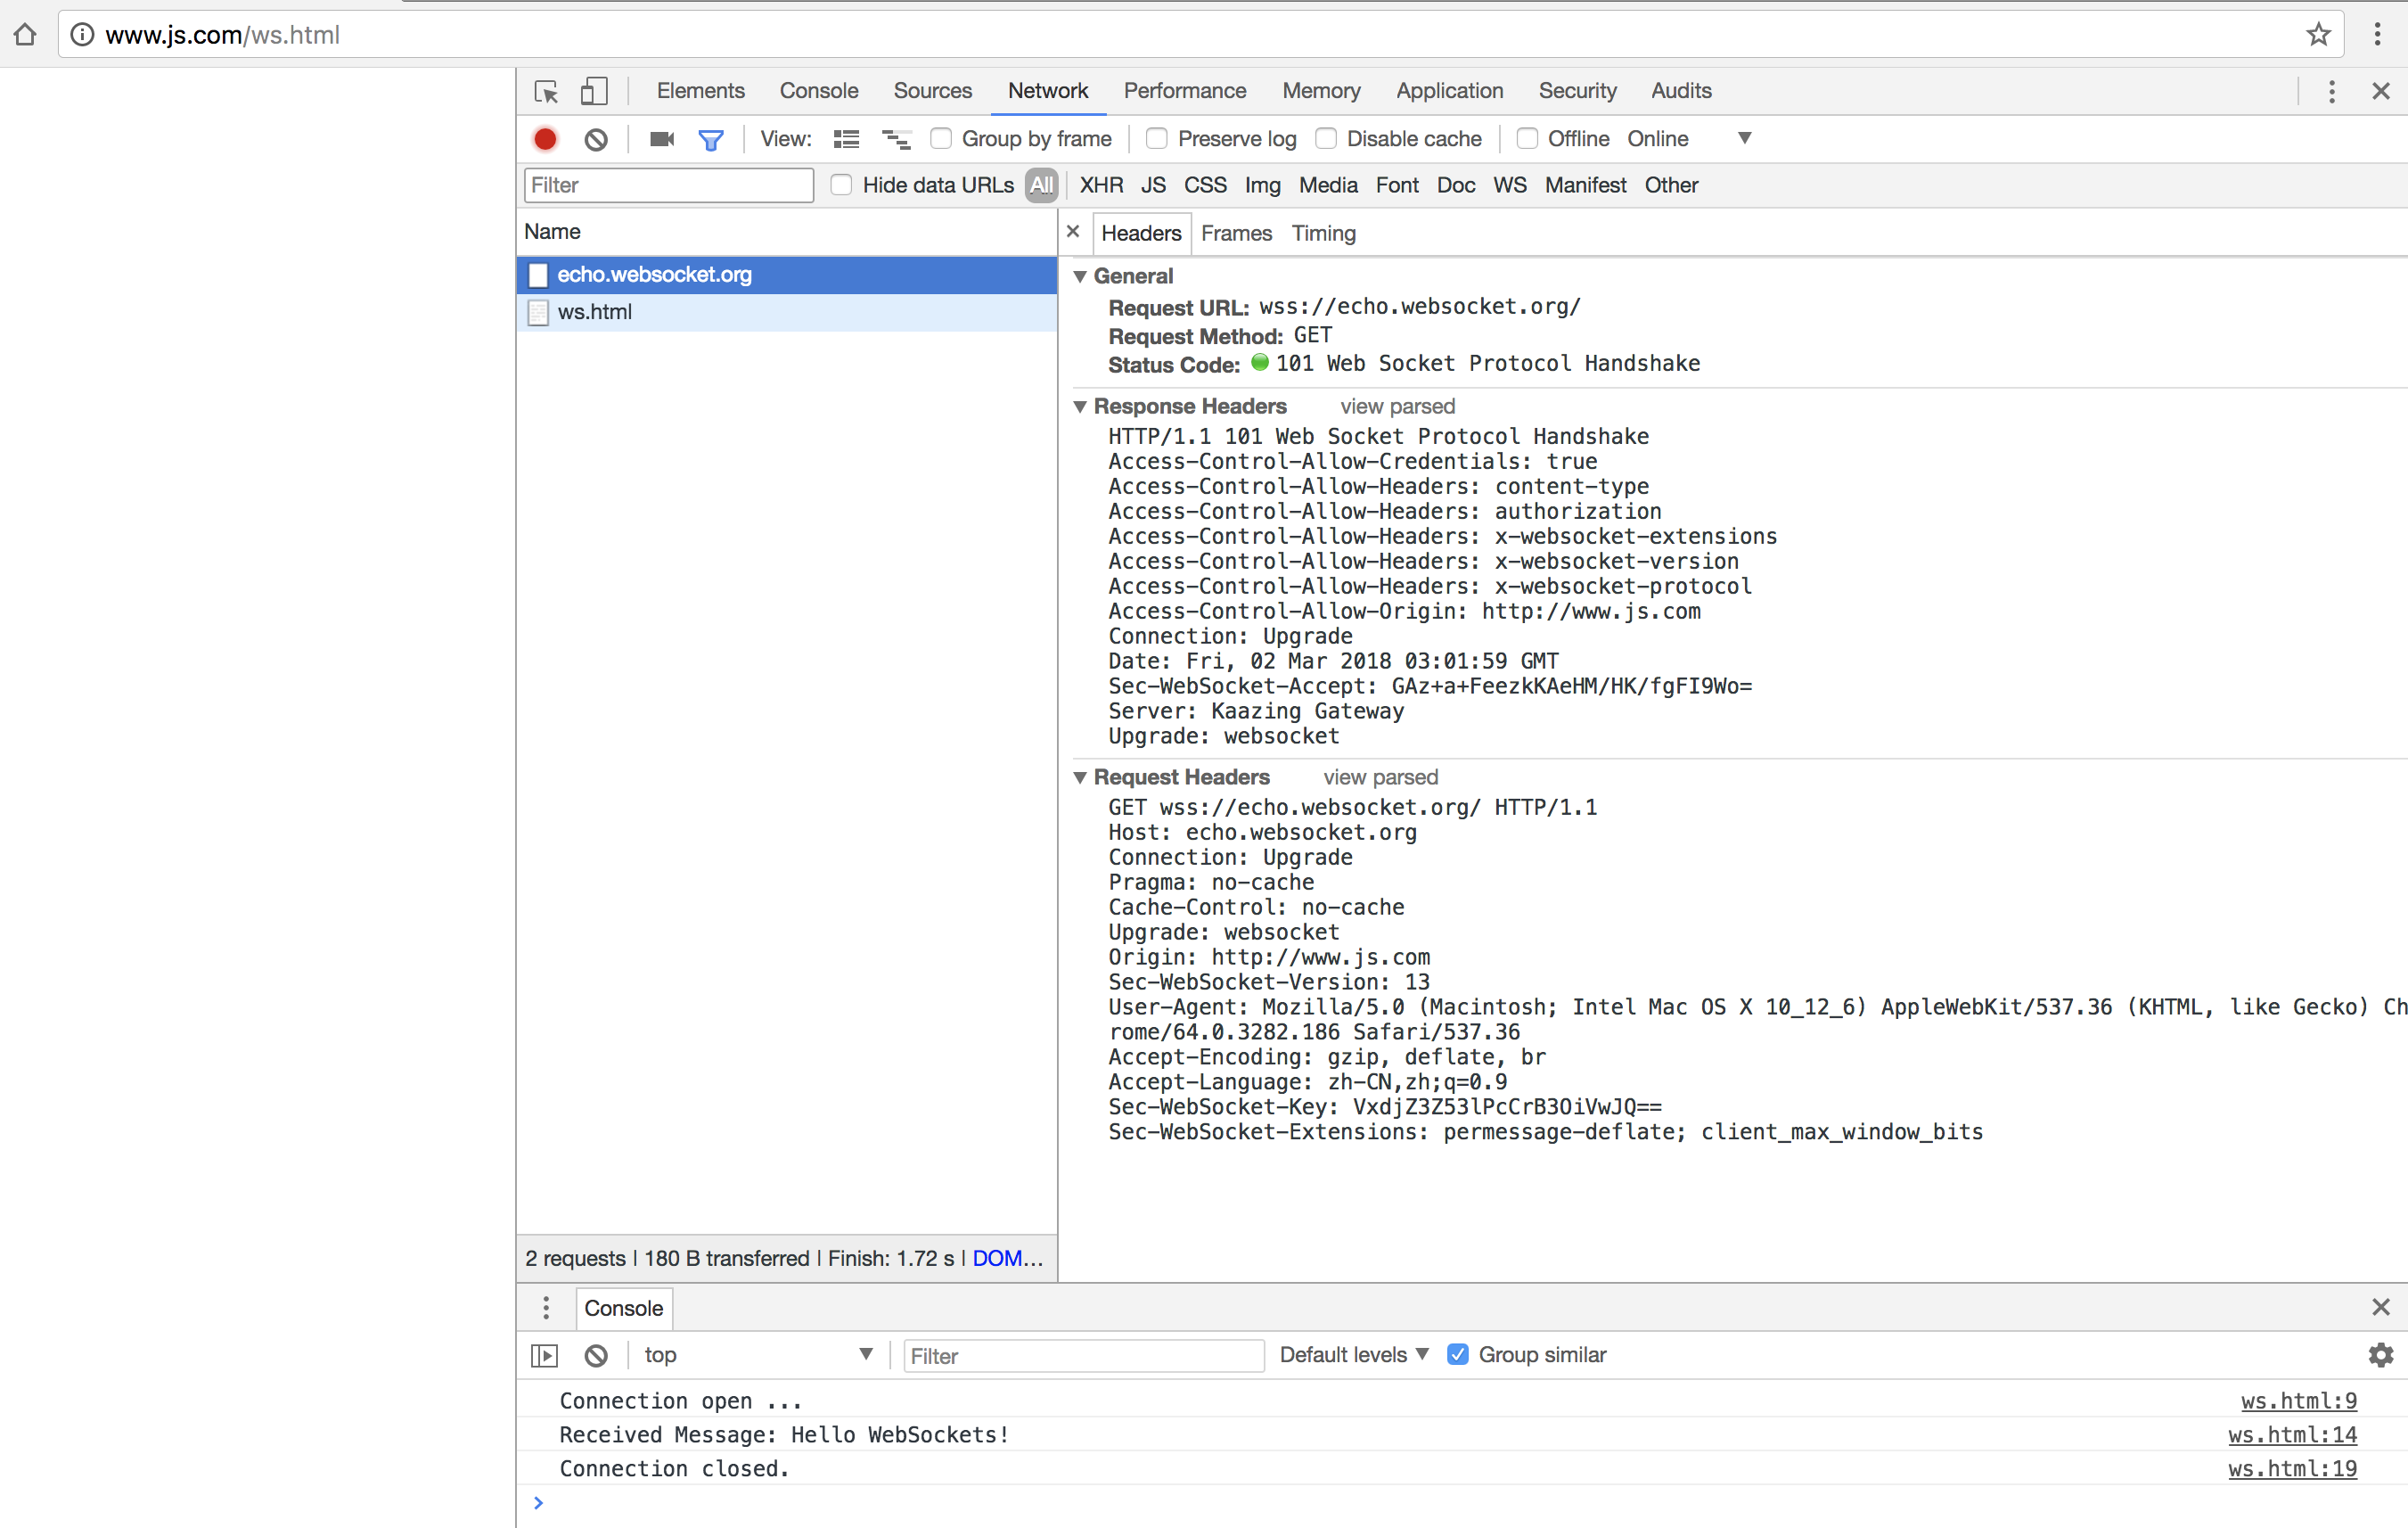 www.js.com/ws.html
Elements Console Sources Network Performance Memory Application Security Audits
View: Group by frame Preserve log Disable cache Offline Online
Filter Hide data URLs All XHR JS CSS Img Media Font Doc WS Manifest Other
Name
echo.websocket.org
ws.html
2 requests | 180 B transferred | Finish: 1.72 s | DOM...
× Headers Frames Timing
General
Request URL: wss://echo.websocket.org/
Request Method: GET
Status Code: 101 Web Socket Protocol Handshake
Response Headers view parsed
HTTP/1.1 101 Web Socket Protocol Handshake
Access-Control-Allow-Credentials: true
Access-Control-Allow-Headers: content-type
Access-Control-Allow-Headers: authorization
Access-Control-Allow-Headers: x-websocket-extensions
Access-Control-Allow-Headers: x-websocket-version
Access-Control-Allow-Headers: x-websocket-protocol
Access-Control-Allow-Origin: http://www.js.com
Connection: Upgrade
Date: Fri, 02 Mar 2018 03:01:59 GMT
Sec-WebSocket-Accept: GAz+a+FeezkKAeHM/HK/fgFI9Wo=
Server: Kaazing Gateway
Upgrade: websocket
Request Headers view parsed
GET wss://echo.websocket.org/ HTTP/1.1
Host: echo.websocket.org
Connection: Upgrade
Pragma: no-cache
Cache-Control: no-cache
Upgrade: websocket
Origin: http://www.js.com
Sec-WebSocket-Version: 13
User-Agent: Mozilla/5.0 (Macintosh; Intel Mac OS X 10_12_6) AppleWebKit/537.36 (KHTML, like Gecko) Ch
rome/64.0.3282.186 Safari/537.36
Accept-Encoding: gzip, deflate, br
Accept-Language: zh-CN,zh;q=0.9
Sec-WebSocket-Key: VxdjZ3Z53lPcCrB3OiVwJQ==
Sec-WebSocket-Extensions: permessage-deflate; client_max_window_bits
Console
top Filter Default levels Group similar
Connection open ... ws.html:9
Received Message: Hello WebSockets! ws.html:14
Connection closed. ws.html:19